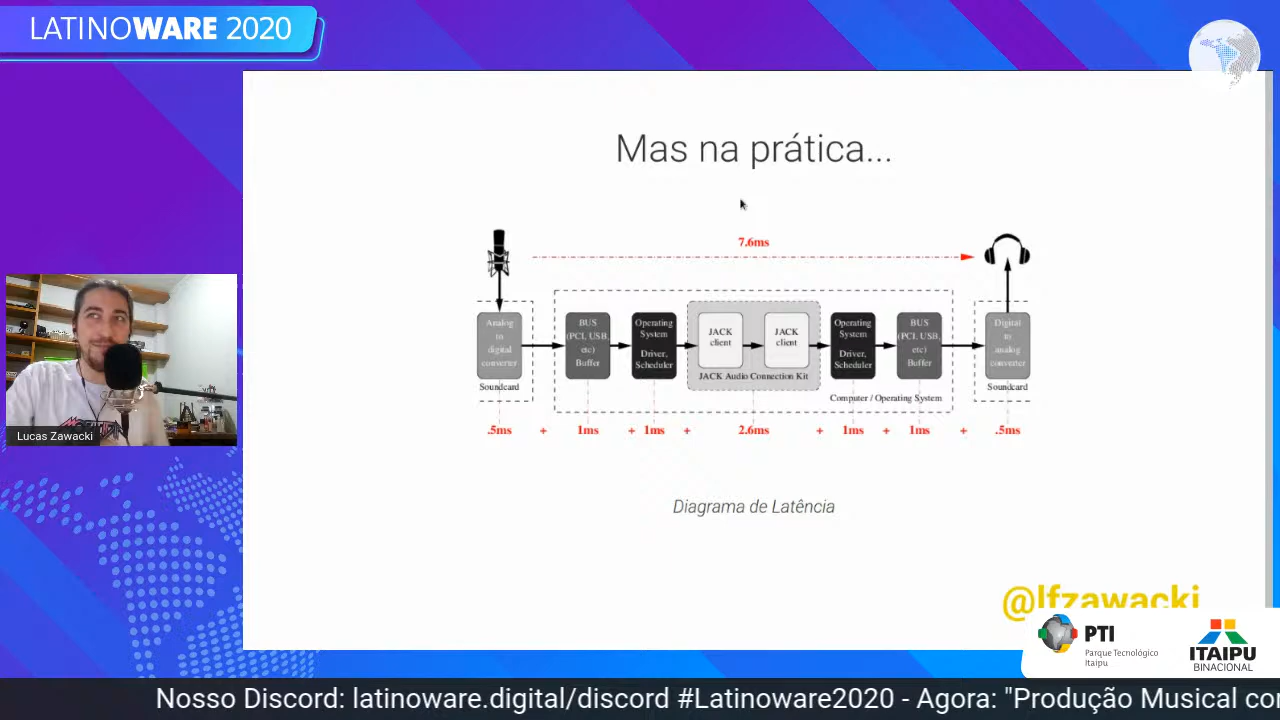 LATINOWARE 2020
Mas na prática...
7.6ms
Analog
to
digital
converter
Soundcard
BUS
(PCI, USB,
etc)
Buffer
Operating
System
Driver,
Scheduler
JACK
client
JACK
client
JACK Audio Connection Kit
Operating
System
Driver,
Scheduler
BUS
(PCI, USB,
etc)
Buffer
Computer / Operating System
Digital
to
analog
converter
Soundcard
.5ms + 1ms + 1ms + 2.6ms + 1ms + 1ms + .5ms
Diagrama de Latência
Lucas Zawacki
@lfzawacki
PTI
Parque Tecnológico
Itaipu
ITAIPU
BINACIONAL
Nosso Discord: latinoware.digital/discord #Latinoware2020 - Agora: "Produção Musical co